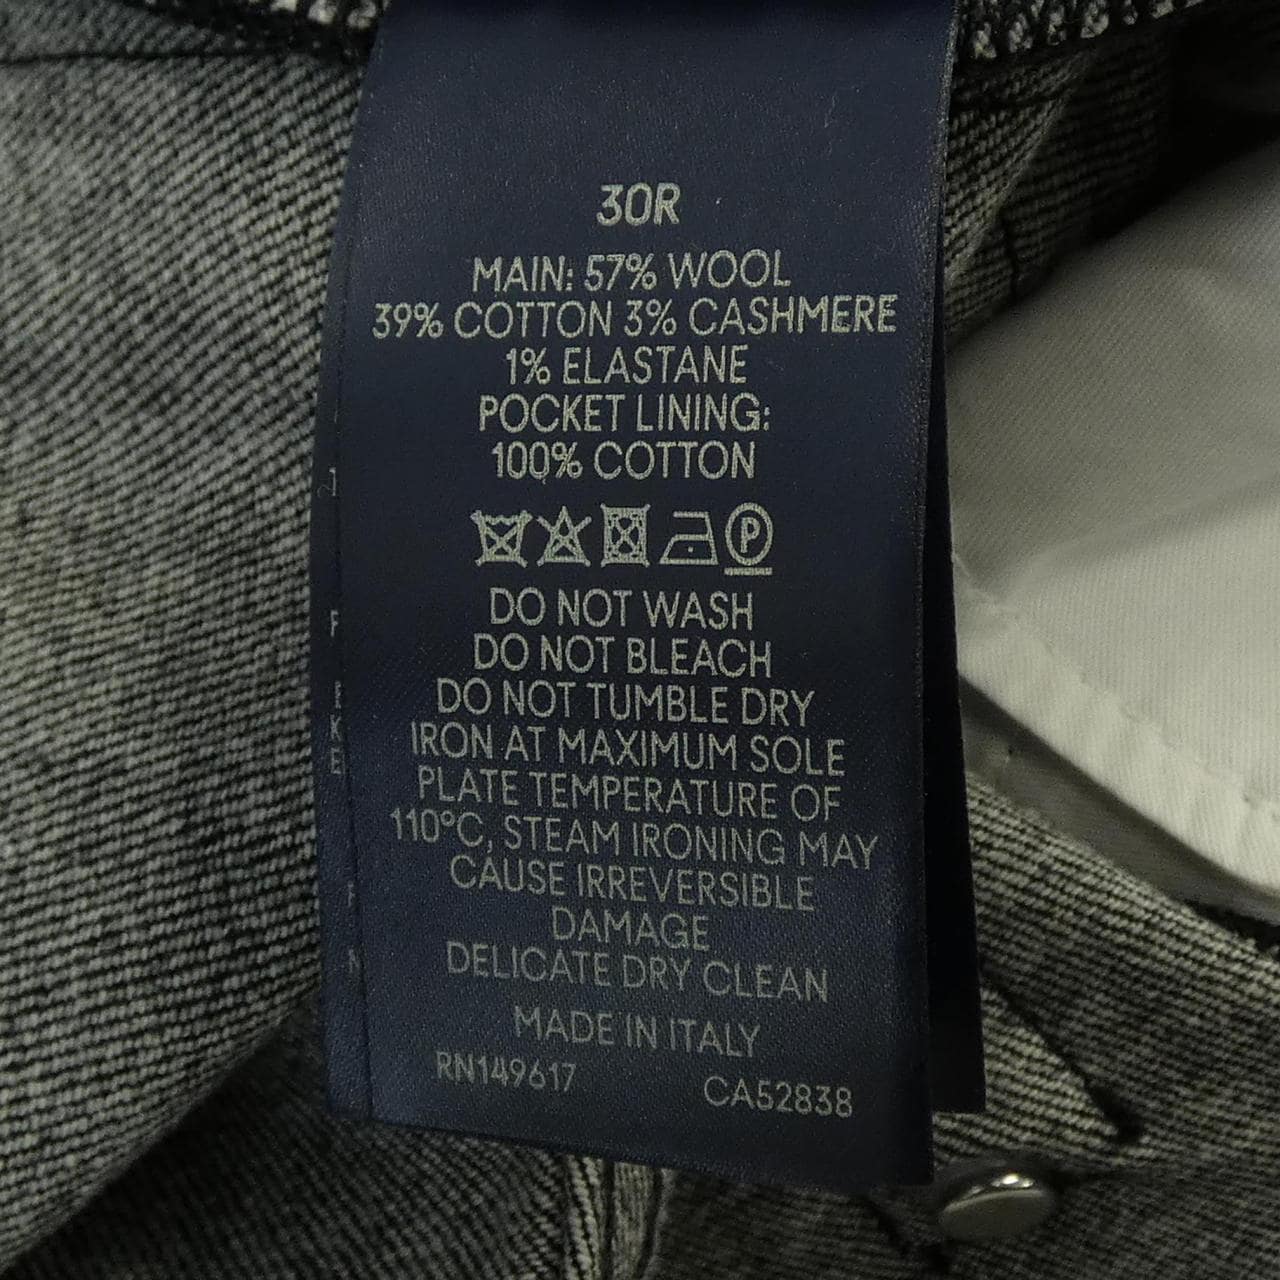 30R
MAIN: 57% WOOL
39% COTTON 3% CASHMERE
1% ELASTANE
POCKET LINING:
100% COTTON
P
DO NOT WASH
DO NOT BLEACH
DO NOT TUMBLE DRY
IRON AT MAXIMUM SOLE
PLATE TEMPERATURE OF
110°C, STEAM IRONING MAY
CAUSE IRREVERSIBLE
DAMAGE
DELICATE DRY CLEAN
MADE IN ITALY
RN149617 CA52838